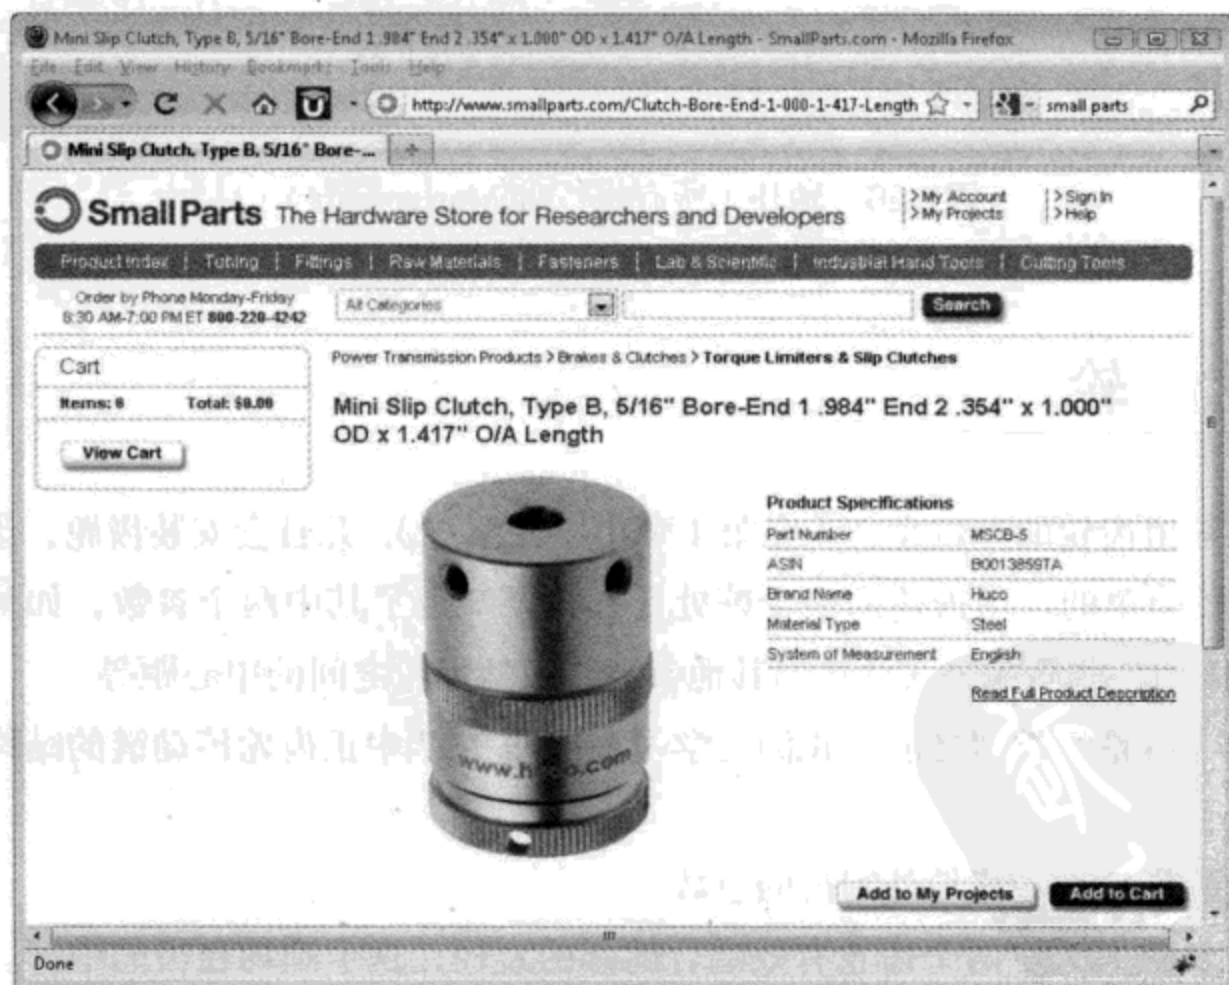 Mini Slip Clutch, Type B, 5/16" Bore-End 1 .984" End 2 .354" x 1.000" OD x 1.417" O/A Length - SmallParts.com - Mozilla Firefox
File Edit View History Bookmarks Tools Help
http://www.smallparts.com/Clutch-Bore-End-1-000-1-417-Length
small parts
Mini Slip Clutch, Type B, 5/16" Bore-...
SmallParts The Hardware Store for Researchers and Developers
> My Account
> My Projects
> Sign In
> Help
Product Index | Tubing | Fittings | Raw Materials | Fasteners | Lab & Scientific | Industrial Hand Tools | Cutting Tools
Order by Phone Monday-Friday
8:30 AM-7:00 PM ET 800-220-4242
All Categories
Search
Cart
Items: 0 Total: $0.00
View Cart
Power Transmission Products > Brakes & Clutches > Torque Limiters & Slip Clutches
Mini Slip Clutch, Type B, 5/16" Bore-End 1 .984" End 2 .354" x 1.000"
OD x 1.417" O/A Length
Product Specifications
Part Number MSCB-5
ASIN B0013859TA
Brand Name Huco
Material Type Steel
System of Measurement English
Read Full Product Description
www.huco.com
Add to My Projects
Add to Cart
Done